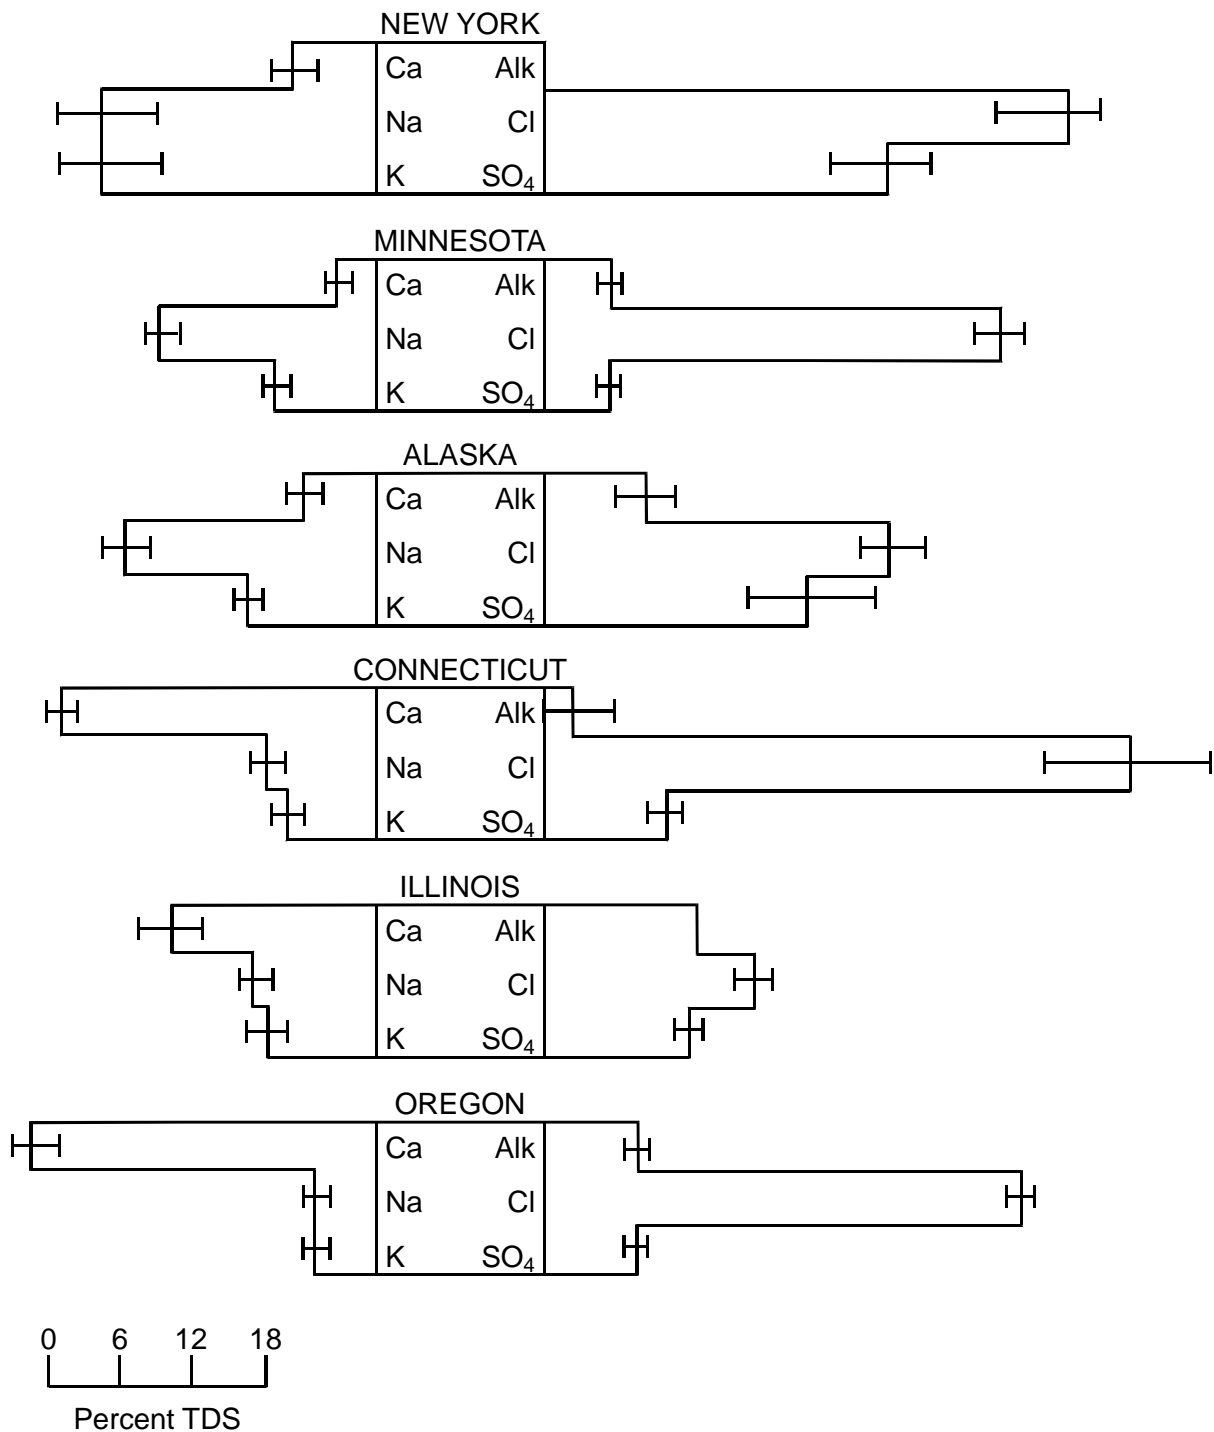 NEW YORK
Ca Alk
Na Cl
K SO₄
MINNESOTA
Ca Alk
Na Cl
K SO₄
ALASKA
Ca Alk
Na Cl
K SO₄
CONNECTICUT
Ca Alk
Na Cl
K SO₄
ILLINOIS
Ca Alk
Na Cl
K SO₄
OREGON
Ca Alk
Na Cl
K SO₄
0 6 12 18
Percent TDS